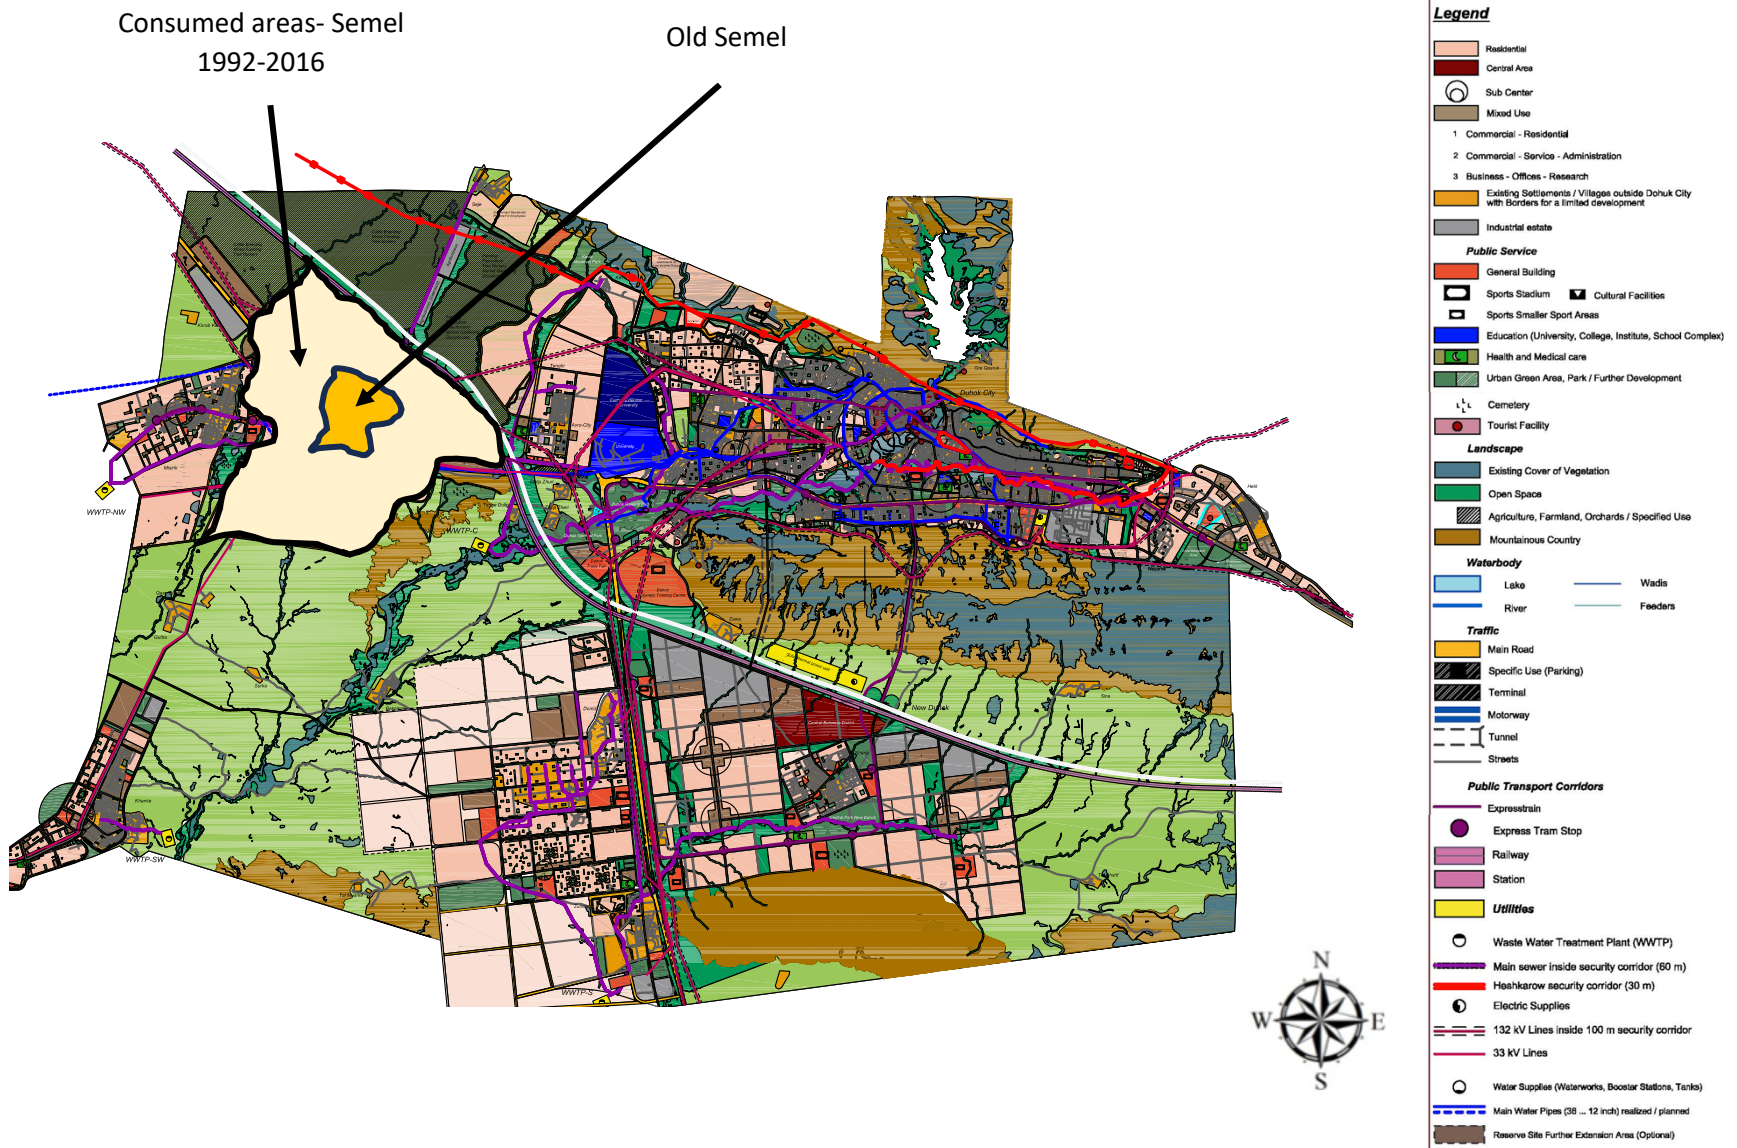 Consumed areas- Semel
1992-2016
Old Semel
Duhok City
New Duhok
University
Central Business District
WWTP-NW
WWTP-C
WWTP-SW
WWTP-S
Khanke
N
W
E
S
Legend
Residential
Central Area
Sub Center
Mixed Use
1 Commercial - Residential
2 Commercial - Service - Administration
3 Business - Offices - Research
Existing Settlements / Villages outside Dohuk City
with Borders for a limited development
Industrial estate
Public Service
General Building
Sports Stadium
Cultural Facilities
Sports Smaller Sport Areas
Education (University, College, Institute, School Complex)
Health and Medical care
Urban Green Area, Park / Further Development
Cemetery
Tourist Facility
Landscape
Existing Cover of Vegetation
Open Space
Agriculture, Farmland, Orchards / Specified Use
Mountainous Country
Waterbody
Lake
Wadis
River
Feeders
Traffic
Main Road
Specific Use (Parking)
Terminal
Motorway
Tunnel
Streets
Public Transport Corridors
Expresstrain
Express Tram Stop
Railway
Station
Utilities
Waste Water Treatment Plant (WWTP)
Main sewer inside security corridor (60 m)
Heshkarow security corridor (30 m)
Electric Supplies
132 kV Lines inside 100 m security corridor
33 kV Lines
Water Supplies (Waterworks, Booster Stations, Tanks)
Main Water Pipes (38 ... 12 inch) realized / planned
Reserve Site Further Extension Area (Optional)